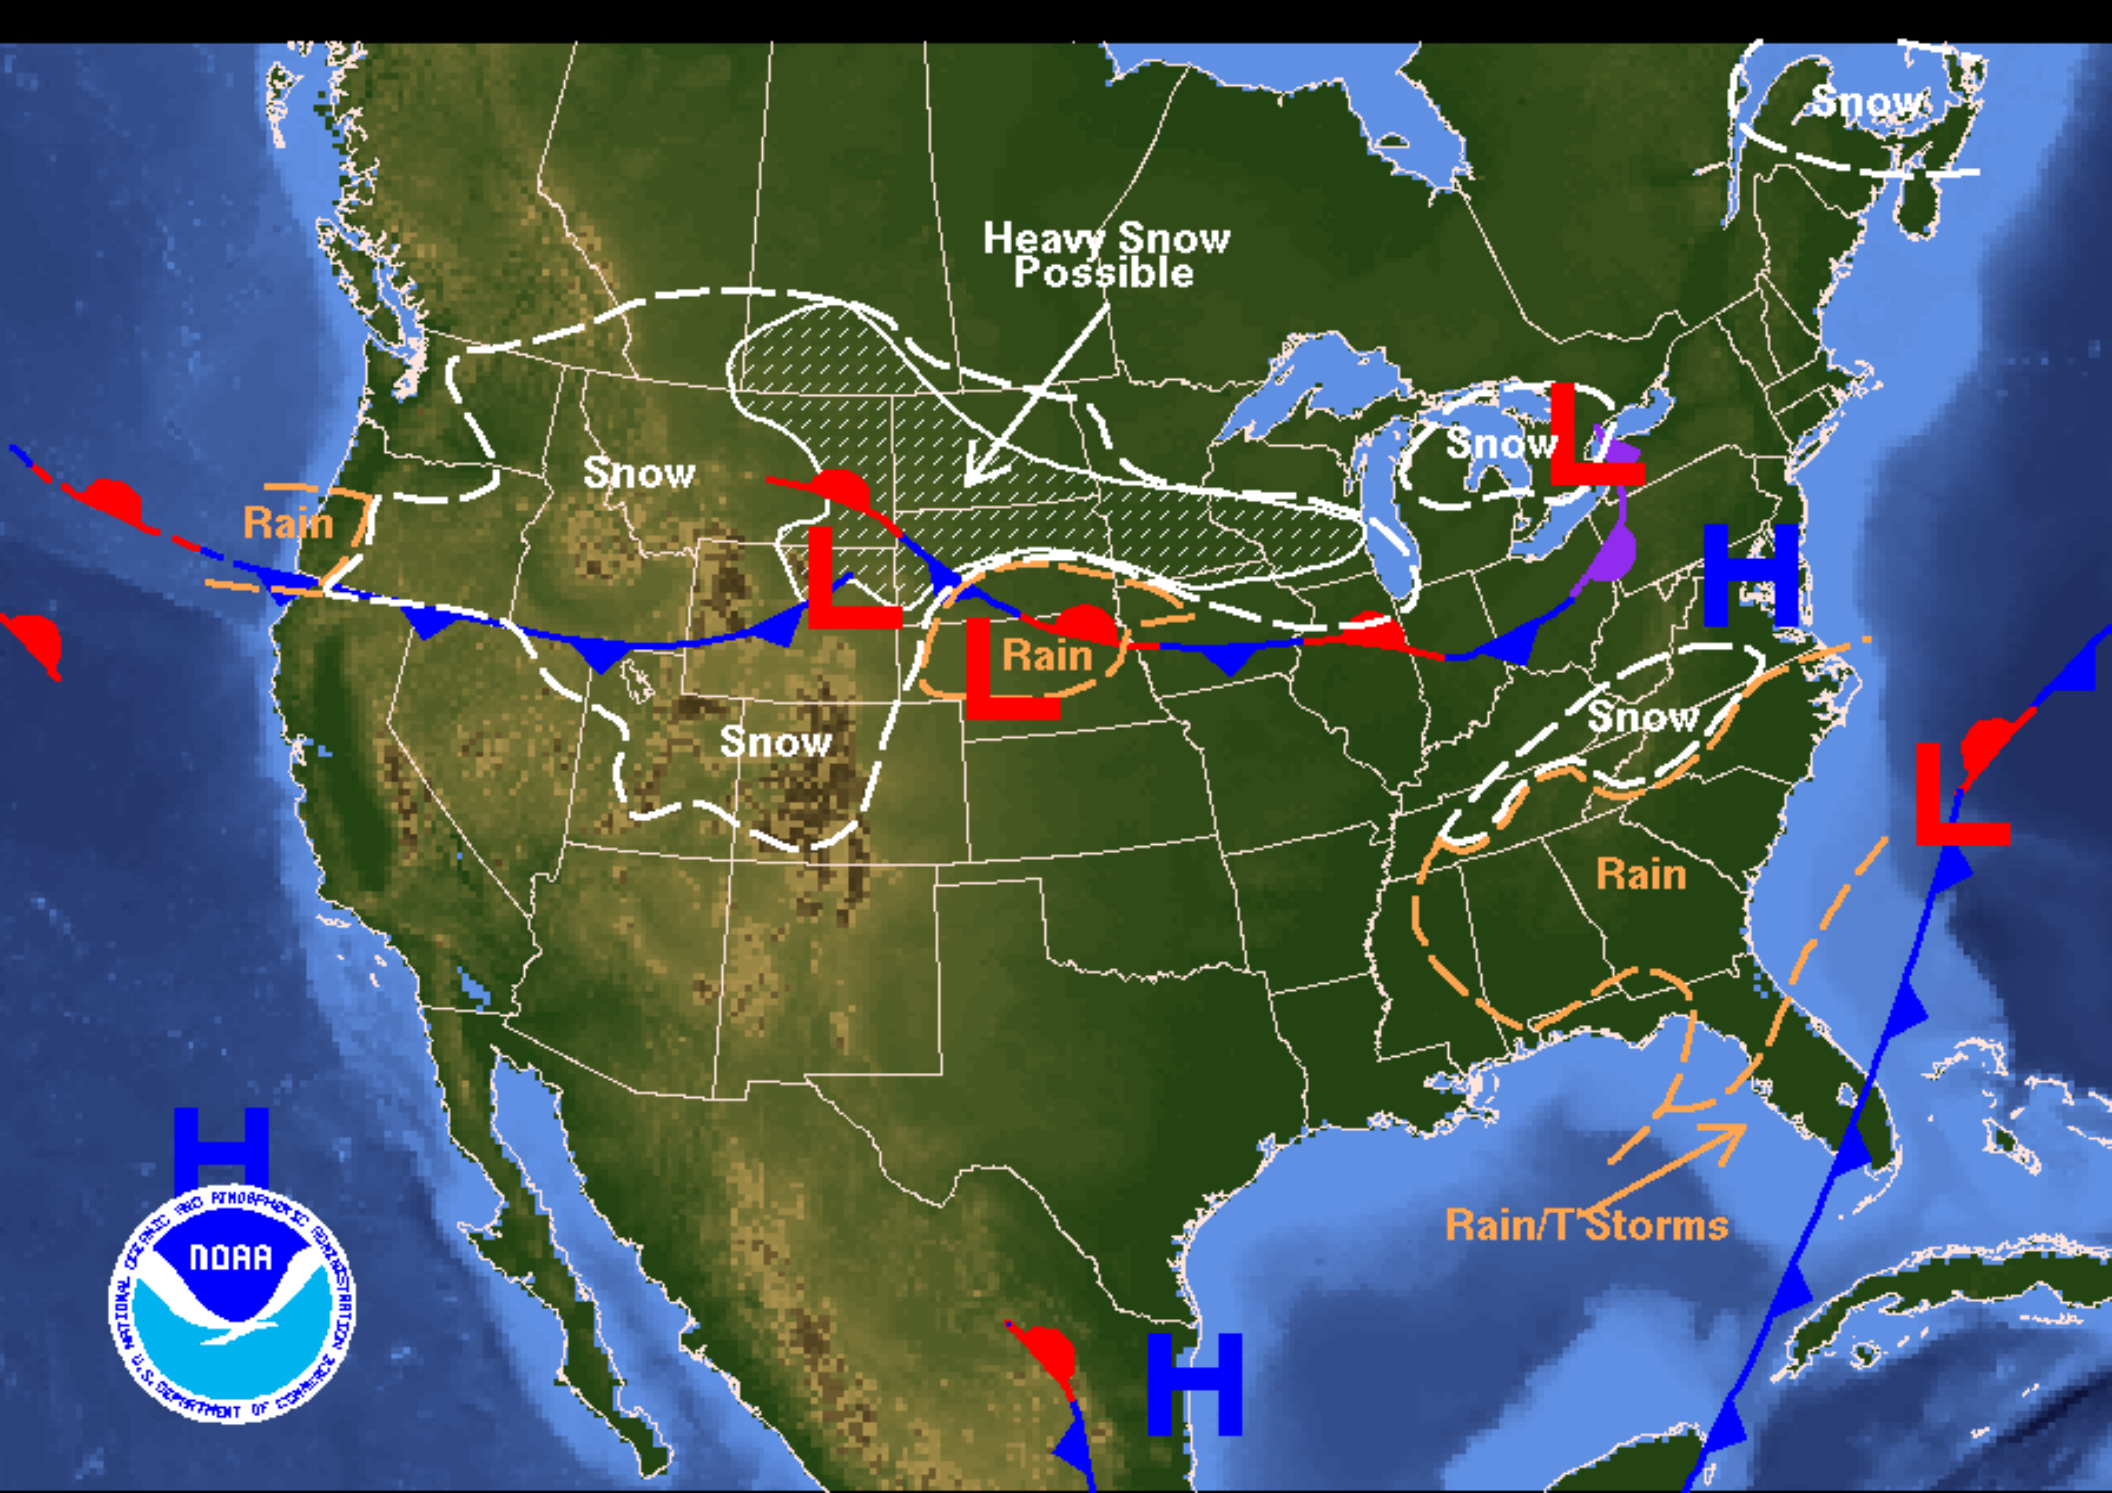 Snow
Heavy Snow
Possible
Snow
L
Snow
Rain
H
L
Rain
L
Snow
Snow
L
Rain
H
Rain/T'Storms
NATIONAL OCEANIC AND ATMOSPHERIC ADMINISTRATION
NOAA
U.S. DEPARTMENT OF COMMERCE
H